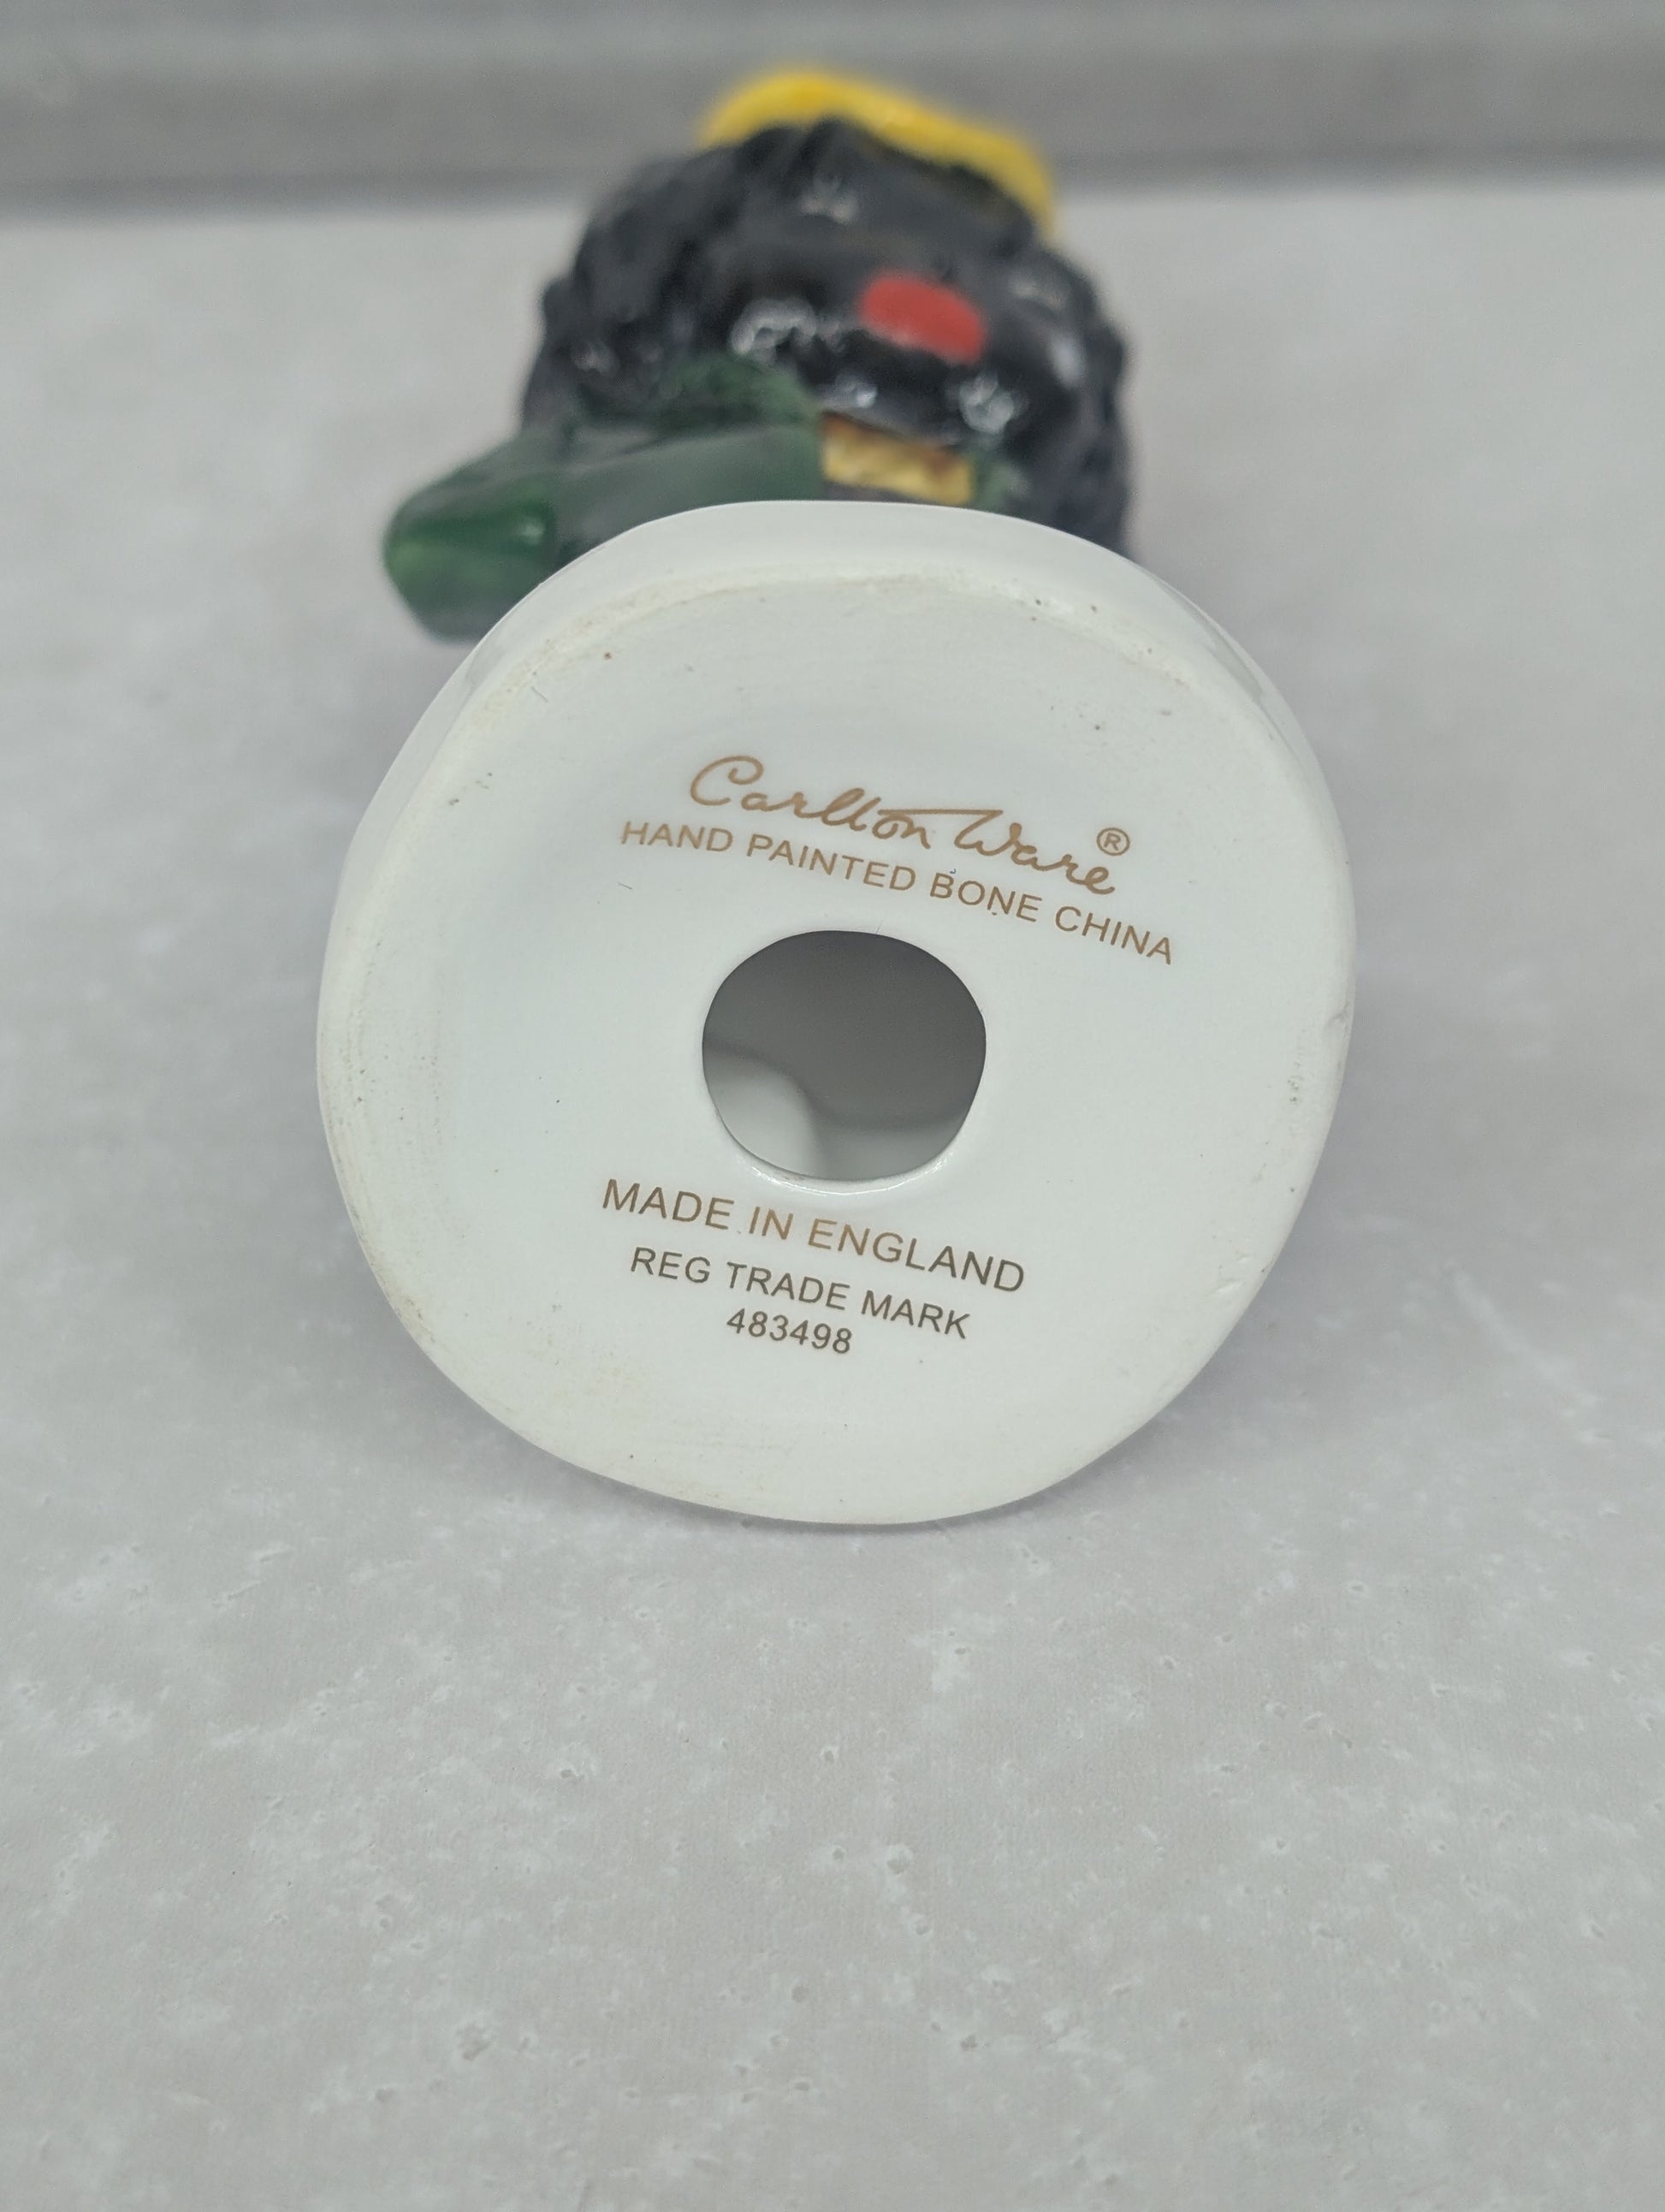 Carlton Ware ®
HAND PAINTED BONE CHINA
MADE IN ENGLAND
REG TRADE MARK
483498